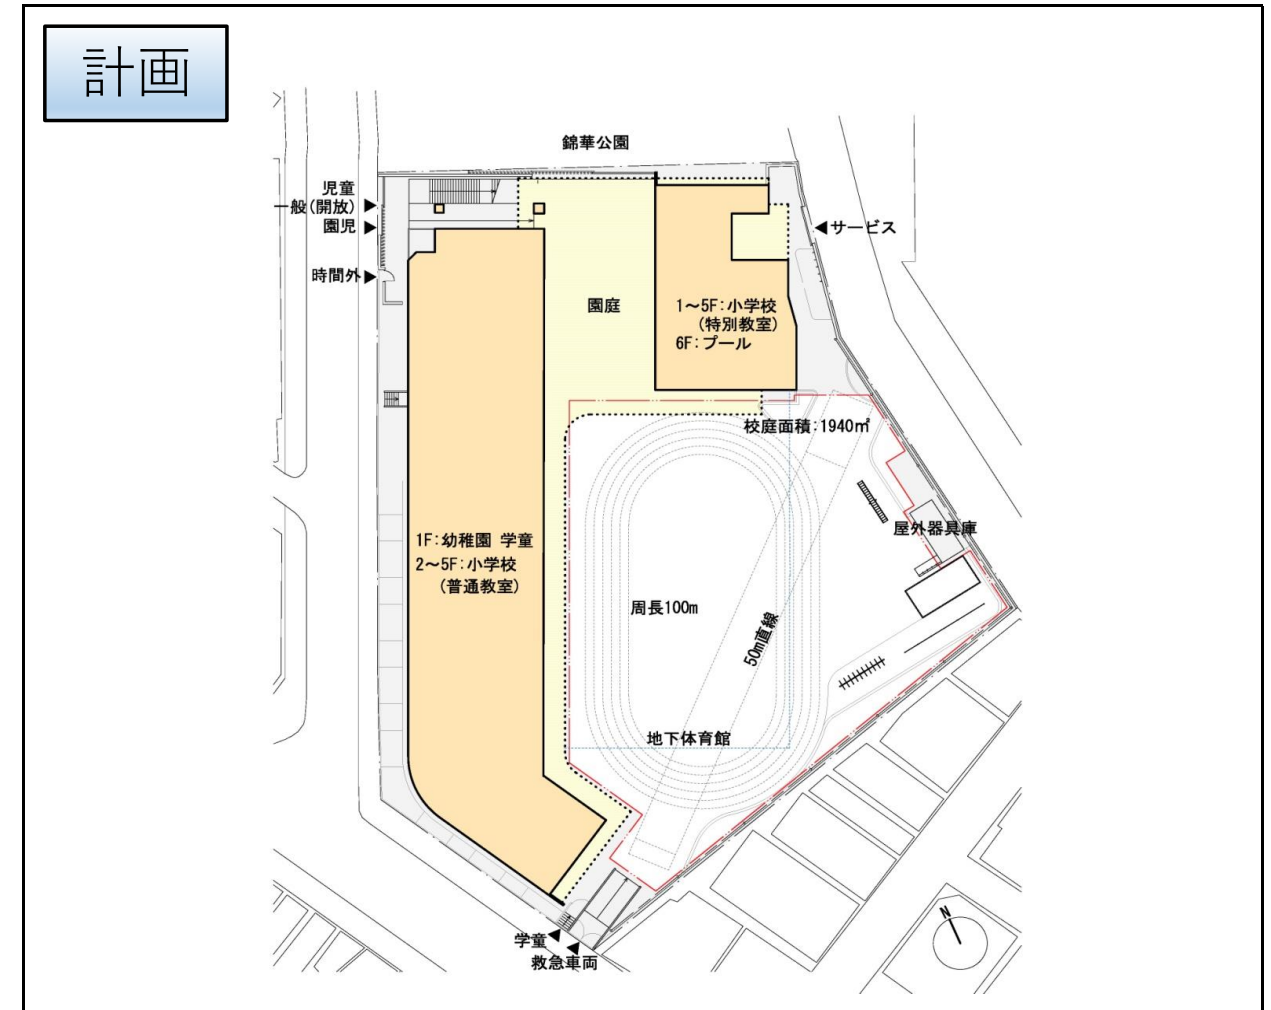 計画
錦華公園
児童
一般(開放)
園児
時間外
サービス
園庭
1～5F:小学校
(特別教室)
6F:プール
校庭面積:1940㎡
屋外器具庫
1F:幼稚園 学童
2～5F:小学校
(普通教室)
周長100m
50m直線
地下体育館
N
学童
救急車両